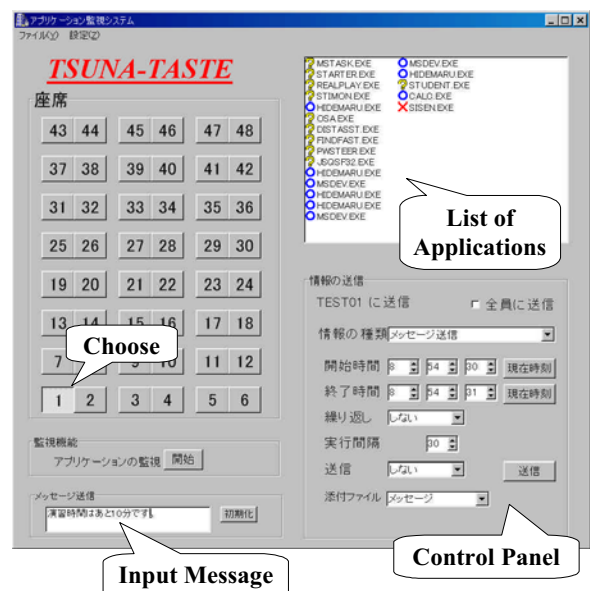 アプリケーション監視システム
ファイル(Y) 設定(Z)
TSUNA-TASTE
座席
43 44 45 46 47 48
37 38 39 40 41 42
31 32 33 34 35 36
25 26 27 28 29 30
19 20 21 22 23 24
13 14 15 16 17 18
7 9 10 11 12
1 2 3 4 5 6
Choose
監視機能
アプリケーションの監視 開始
メッセージ送信
演習時間はあと10分です 初期化
Input Message
MSTASK.EXE
STARTER.EXE
REALPLAY.EXE
STIMON.EXE
HIDEMARU.EXE
OSA.EXE
DISTASST.EXE
FINDFAST.EXE
PWSTEER.EXE
JSQSF32.EXE
HIDEMARU.EXE
MSDEV.EXE
HIDEMARU.EXE
HIDEMARU.EXE
MSDEV.EXE
MSDEV.EXE
HIDEMARU.EXE
STUDENT.EXE
CALC.EXE
SISEN.EXE
List of
Applications
情報の送信
TEST01 に送信 全員に送信
情報の種類 メッセージ送信
開始時間 8 54 30 現在時刻
終了時間 8 54 31 現在時刻
繰り返し しない
実行間隔 30
送信 しない 送信
添付ファイル メッセージ
Control Panel